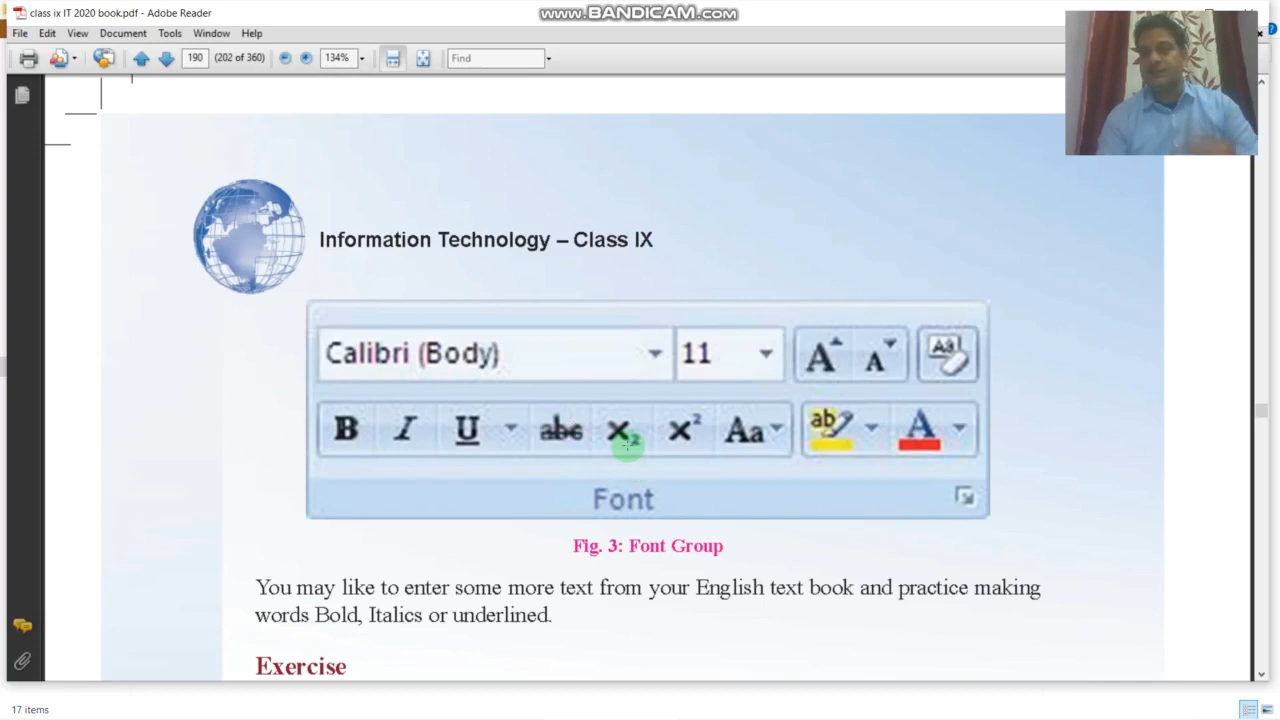 class ix IT 2020 book.pdf - Adobe Reader
www.BANDICAM.com
File Edit View Document Tools Window Help
190 (202 of 360) 134% Find
Information Technology – Class IX
Calibri (Body) 11 A A Aa
B I U abc x₂ x² Aa ab A
Font
Fig. 3: Font Group
You may like to enter some more text from your English text book and practice making
words Bold, Italics or underlined.
Exercise
17 items